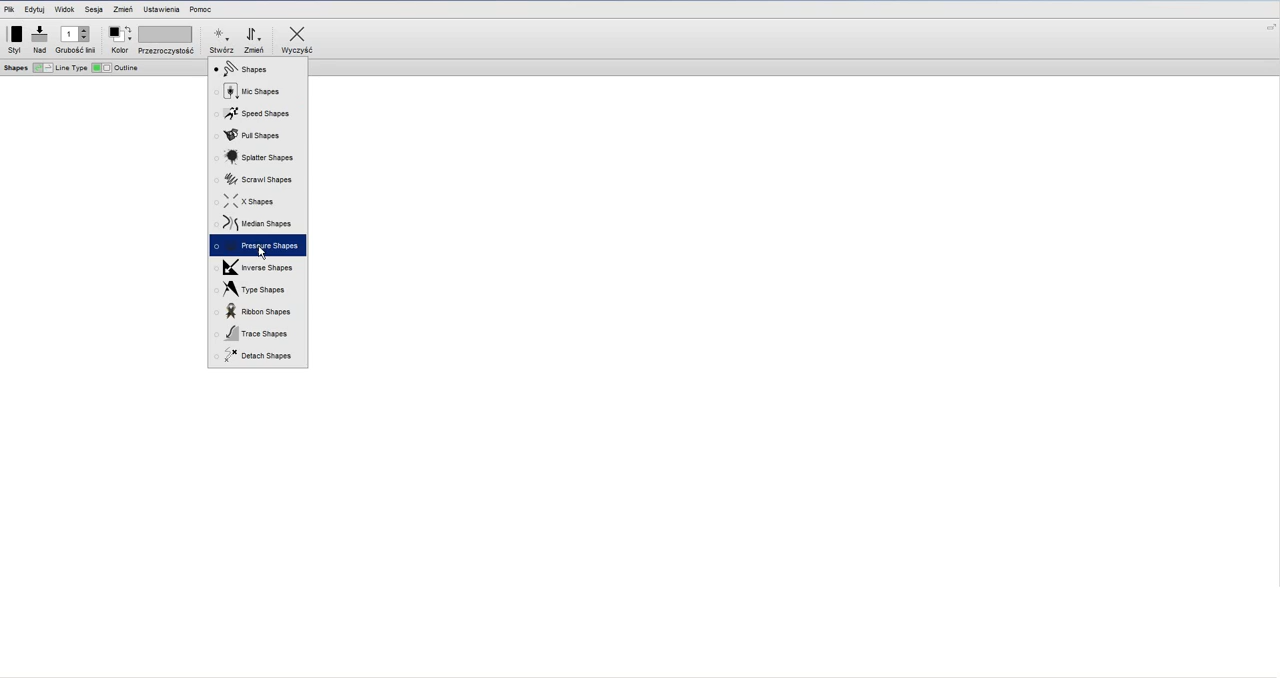 Plik Edytuj Widok Sesja Zmień Ustawienia Pomoc
1
Styl Nad Grubość linii Kolor Przezroczystość Stwórz Zmień Wyczyść
Shapes Line Type Outline
Shapes
Mic Shapes
Speed Shapes
Pull Shapes
Splatter Shapes
Scrawl Shapes
X Shapes
Median Shapes
Pressure Shapes
Inverse Shapes
Type Shapes
Ribbon Shapes
Trace Shapes
Detach Shapes